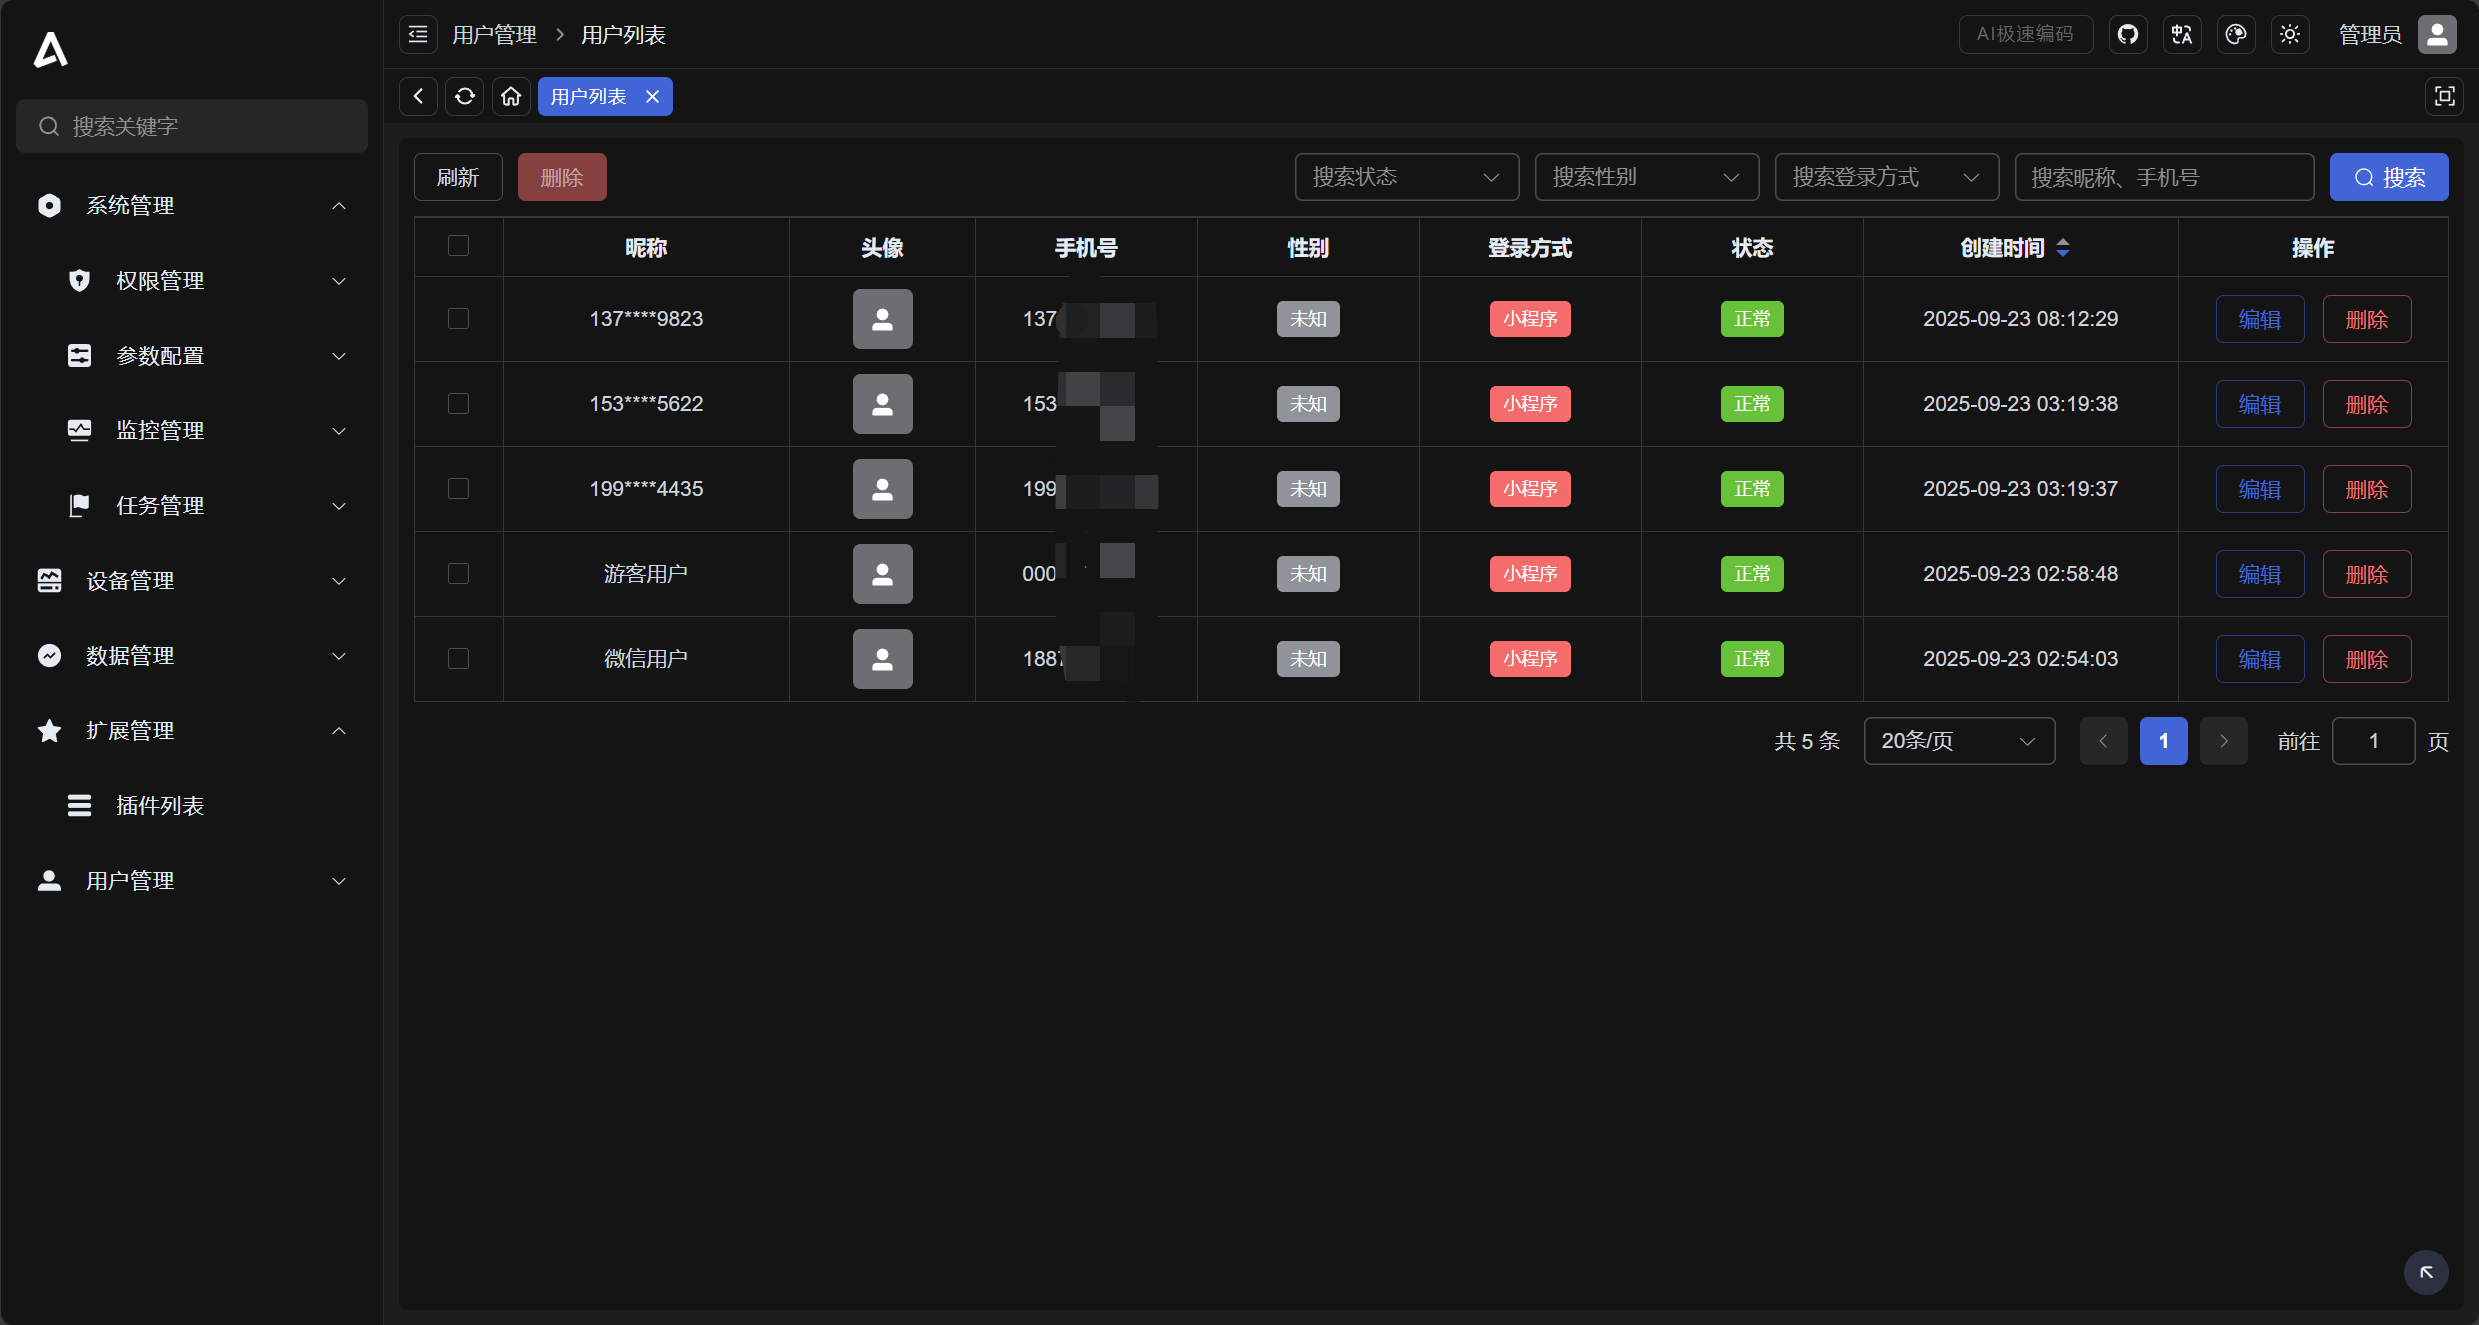 用户管理 > 用户列表
AI极速编码
管理员
搜索关键字
用户列表
系统管理
权限管理
参数配置
监控管理
任务管理
设备管理
数据管理
扩展管理
插件列表
用户管理
刷新 删除 搜索状态 搜索性别 搜索登录方式 搜索昵称、手机号 搜索
昵称 头像 手机号 性别 登录方式 状态 创建时间 操作
137****9823 137 未知 小程序 正常 2025-09-23 08:12:29 编辑 删除
153****5622 153 未知 小程序 正常 2025-09-23 03:19:38 编辑 删除
199****4435 199 未知 小程序 正常 2025-09-23 03:19:37 编辑 删除
游客用户 000 未知 小程序 正常 2025-09-23 02:58:48 编辑 删除
微信用户 188 未知 小程序 正常 2025-09-23 02:54:03 编辑 删除
共 5 条 20条/页 1 前往 1 页